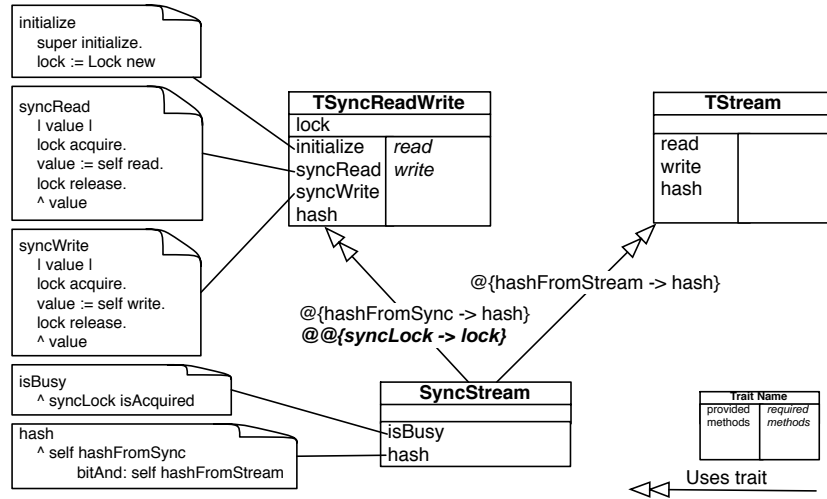 initialize
super initialize.
lock := Lock new
syncRead
| value |
lock acquire.
value := self read.
lock release.
^ value
syncWrite
| value |
lock acquire.
value := self write.
lock release.
^ value
isBusy
^ syncLock isAcquired
hash
^ self hashFromSync
bitAnd: self hashFromStream
TSyncReadWrite
lock
initialize read
syncRead write
syncWrite
hash
TStream
read
write
hash
@{hashFromSync -> hash}
@@{syncLock -> lock}
@{hashFromStream -> hash}
SyncStream
isBusy
hash
Trait Name
provided required
methods methods
Uses trait